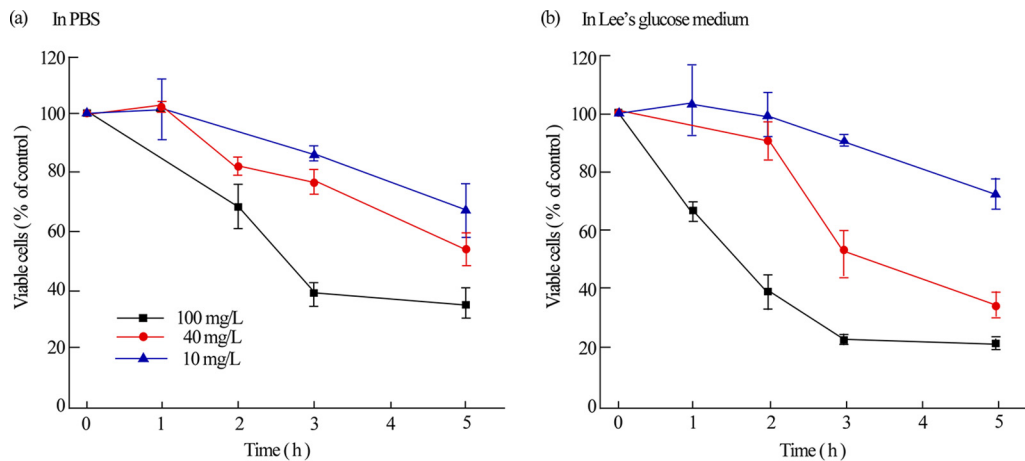 (a) In PBS
120
100
80
60
40
20
0
Viable cells ( % of control )
100 mg/L
40 mg/L
10 mg/L
0 1 2 3 4 5
Time ( h )
(b) In Lee's glucose medium
120
100
80
60
40
20
0
Viable cells ( % of control )
0 1 2 3 4 5
Time ( h )